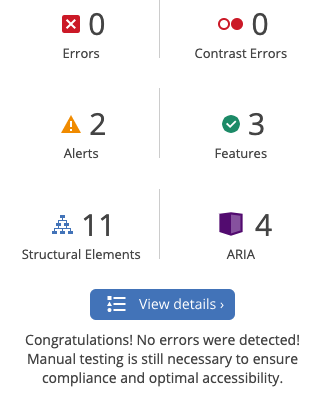 0 0
Errors Contrast Errors
2 3
Alerts Features
11 4
Structural Elements ARIA
View details ›
Congratulations! No errors were detected!
Manual testing is still necessary to ensure
compliance and optimal accessibility.